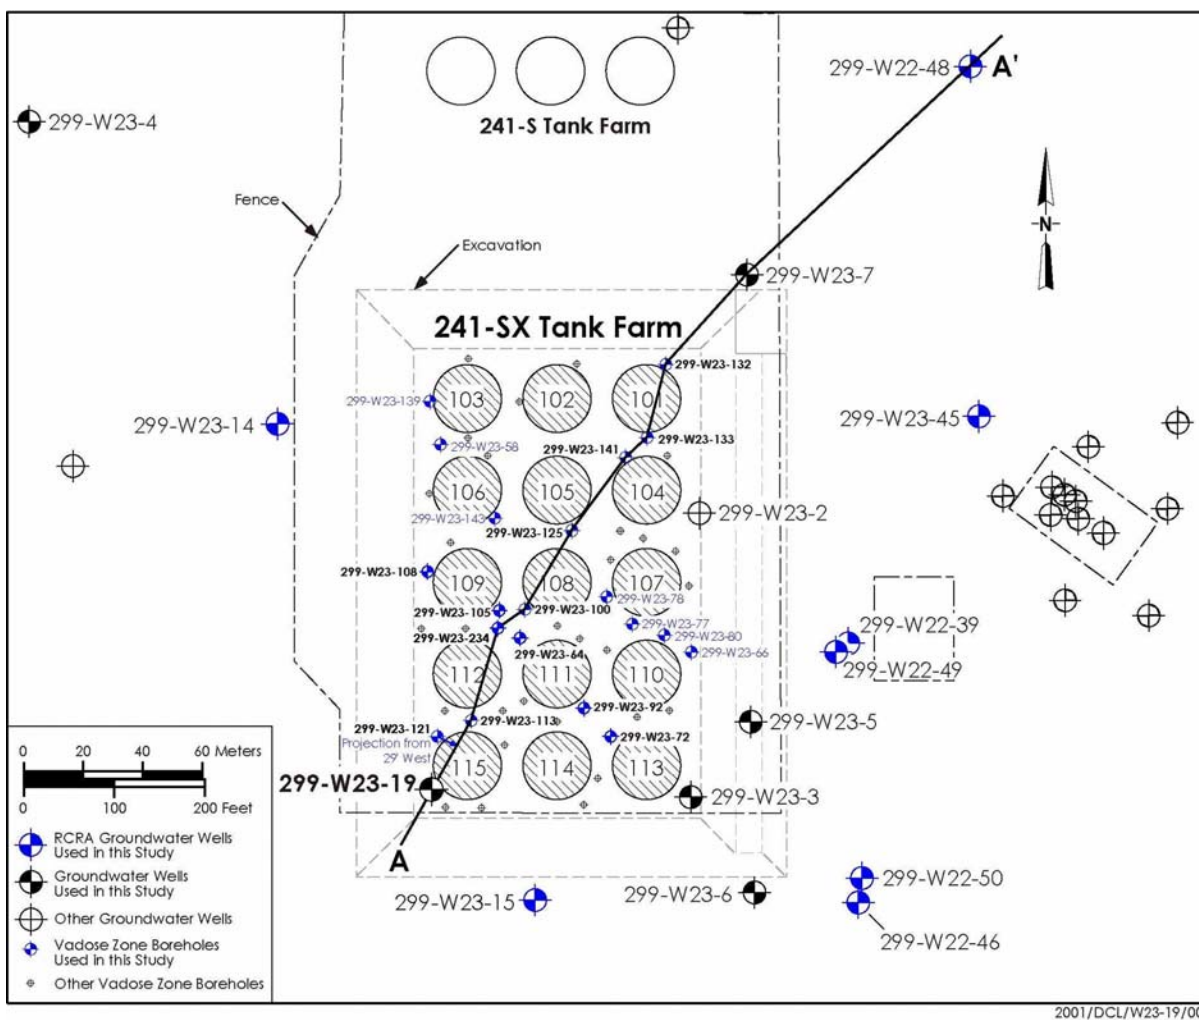 299-W22-48
A'
299-W23-4
241-S Tank Farm
Fence
N
Excavation
299-W23-7
241-SX Tank Farm
299-W23-132
299-W23-139
103
102
101
299-W23-14
299-W23-45
299-W23-133
299-W23-58
299-W23-141
106
105
104
299-W23-143
299-W23-2
299-W23-125
299-W23-108
109
108
107
299-W23-78
299-W23-105
299-W23-100
299-W23-77
299-W22-39
299-W23-234
299-W23-80
299-W23-64
299-W23-66
299-W22-49
112
111
110
299-W23-92
299-W23-113
299-W23-5
299-W23-121
299-W23-72
Projection from
29' West
115
114
113
299-W23-19
299-W23-3
0 20 40 60 Meters
0 100 200 Feet
RCRA Groundwater Wells
Used in this Study
Groundwater Wells
Used in this Study
Other Groundwater Wells
Vadose Zone Boreholes
Used in this Study
Other Vadose Zone Boreholes
A
299-W23-15
299-W23-6
299-W22-50
299-W22-46